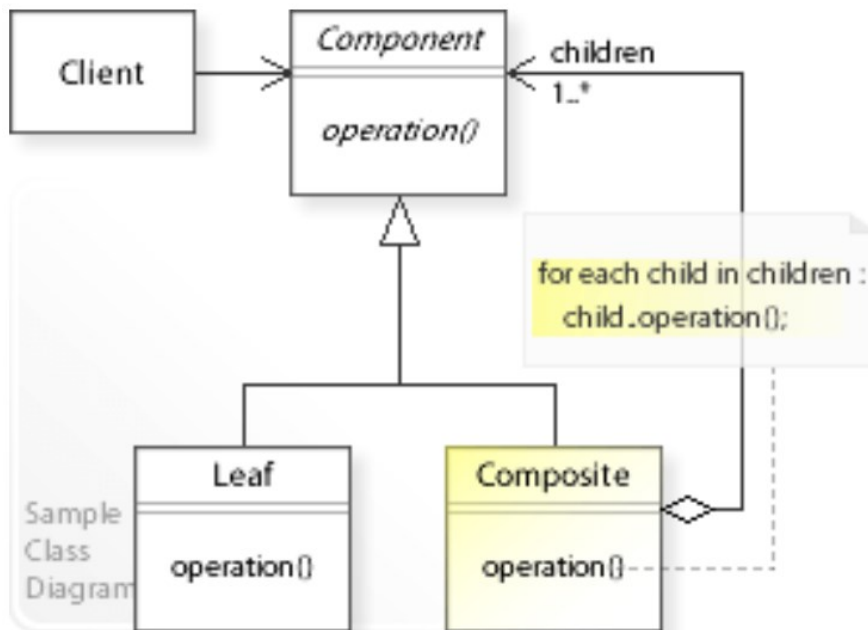 Client
Component
operation()
children
1..*
for each child in children :
child.operation();
Leaf
operation()
Composite
operation()
Sample
Class
Diagram